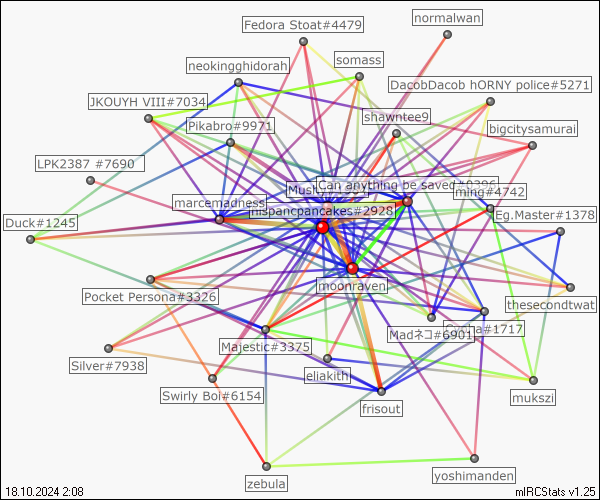 normalwan
Fedora Stoat#4479
somass
neokingghidorah
DacobDacob hORNY police#5271
JKOUYH VIII#7034
shawntee9
Pikabro#9971
bigcitysamurai
LPK2387 #7690
Can anything be saved#0396
ming#4742
marcemadness
mispancpancakes#2928
Eg.Master#1378
Duck#1245
moonraven
Pocket Persona#3326
thesecondtwat
Madネコ#6901
#1717
Majestic#3375
Silver#7938
eliakith
Swirly Boi#6154
frisout
mukszi
zebula
yoshimanden
18.10.2024 2:08
mIRCStats v1.25